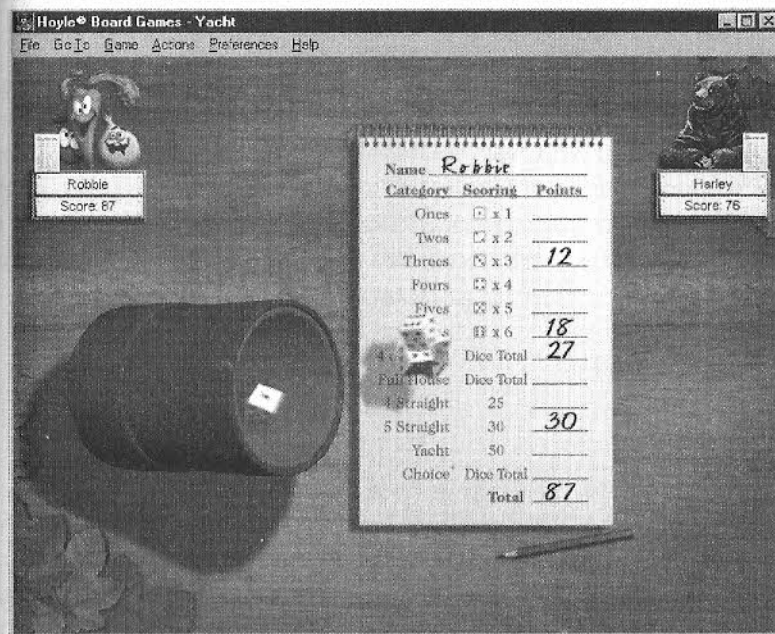 Hoyle® Board Games - Yacht
File Go To Game Actions Preferences Help
Robbie
Score: 87
Harley
Score: 76
Name Robbie
Category Scoring Points
Ones x 1
Twos x 2
Threes x 3 12
Fours x 4
Fives x 5
s x 6 18
4 Dice Total 27
Full House Dice Total
4 Straight 25
5 Straight 30 30
Yacht 50
Choice Dice Total
Total 87